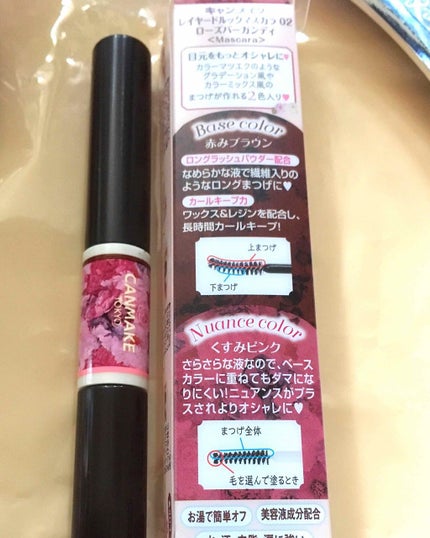 キャンメイク
レイヤードルックマスカラ 02
ローズバーガンディ
<Mascara>
目元をもっとオシャレに♥
カラーマツエクのような
グラデーション風や
カラーミックス風の
まつげが作れる2色入り♥
Base color
赤みブラウン
ロングラッシュパウダー配合
なめらかな液で繊維入りの
ようなロングまつげに♥
カールキープ力
ワックス&レジンを配合し、
長時間カールキープ!
上まつげ
下まつげ
Nuance color
くすみピンク
さらさらな液なので、ベース
カラーに重ねてもダマにな
りにくい!ニュアンスがプラ
スされよりオシャレに♥
まつげ全体
毛を選んで塗るとき
お湯で簡単オフ 美容液成分配合
CANMAKE
TOKYO